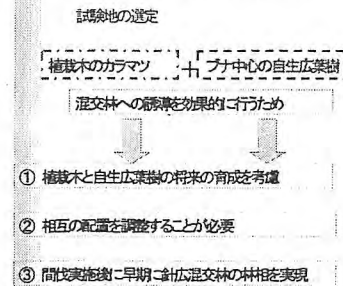 試験地の選定
植栽木のカラマツ + ブナ中心の自生広葉樹
混交林への誘導を効果的に行うため
① 植栽木と自生広葉樹の将来の育成を考慮
② 相互の配置を調整することが必要
③ 間伐実施後に早期に針広混交林の林相を実現